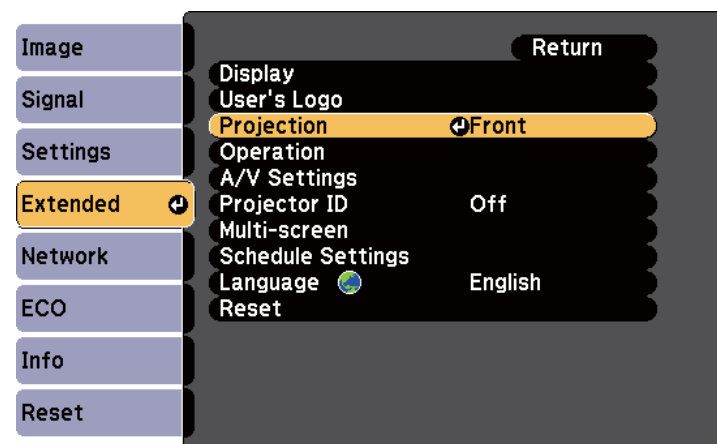 Image
Signal
Settings
Extended
Network
ECO
Info
Reset
Return
Display
User's Logo
Projection Front
Operation
A/V Settings
Projector ID Off
Multi-screen
Schedule Settings
Language English
Reset